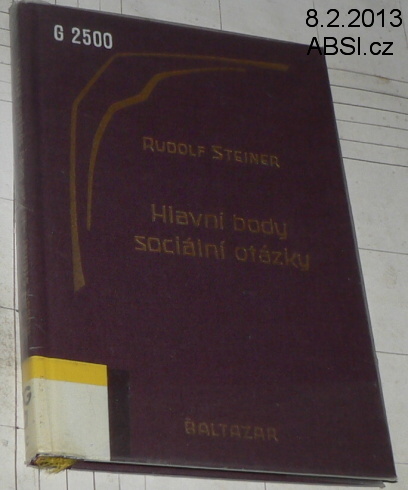 8.2.2013
ABSI.cz
G 2500
RUDOLF STEINER
Hlavní body
sociální otázky
BALTAZAR